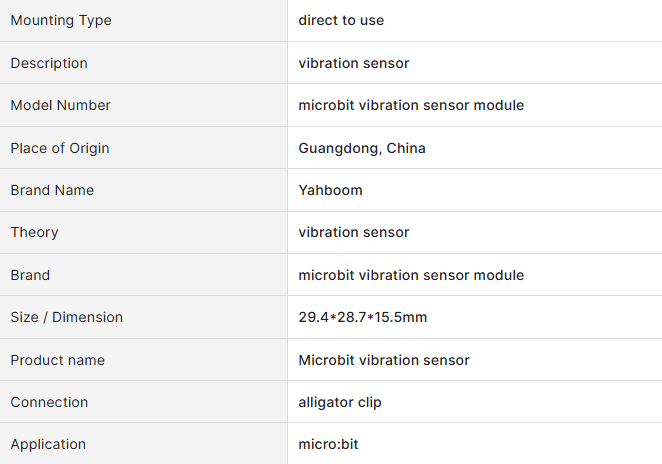 Mounting Type direct to use
Description vibration sensor
Model Number microbit vibration sensor module
Place of Origin Guangdong, China
Brand Name Yahboom
Theory vibration sensor
Brand microbit vibration sensor module
Size / Dimension 29.4*28.7*15.5mm
Product name Microbit vibration sensor
Connection alligator clip
Application micro:bit